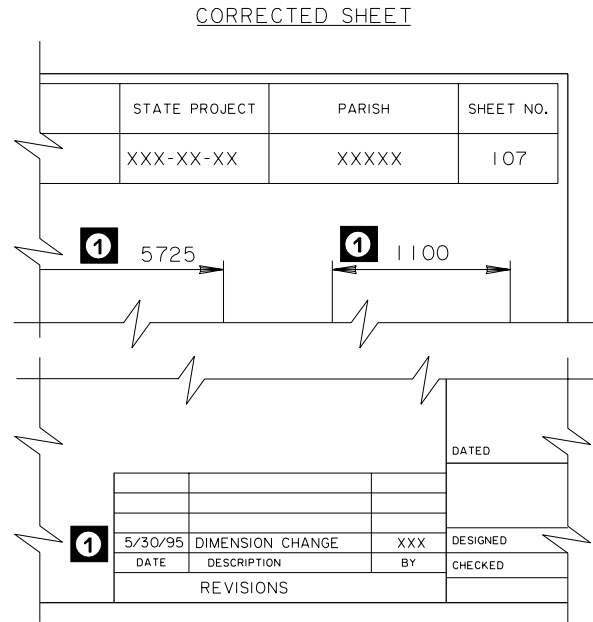 CORRECTED SHEET
STATE PROJECT PARISH SHEET NO.
XXX-XX-XX XXXXX 107
1 5725 1 1100
DATED
1 5/30/95 DIMENSION CHANGE XXX DESIGNED
DATE DESCRIPTION BY CHECKED
REVISIONS